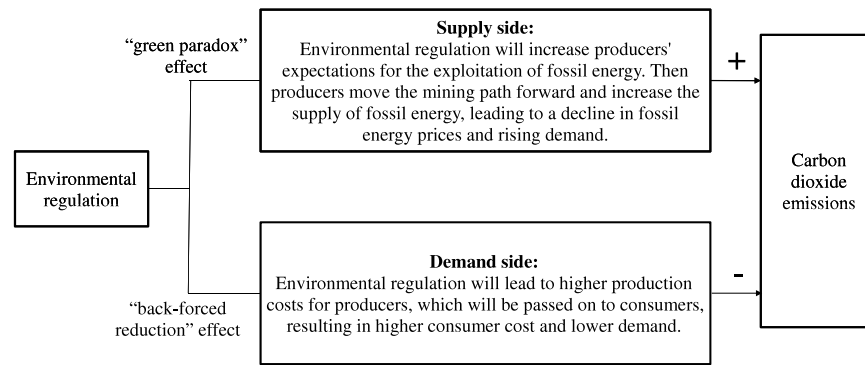 Supply side:
“green paradox”
effect
Environmental regulation will increase producers'
expectations for the exploitation of fossil energy. Then
producers move the mining path forward and increase the
supply of fossil energy, leading to a decline in fossil
energy prices and rising demand.
+
Environmental
regulation
Carbon
dioxide
emissions
Demand side:
Environmental regulation will lead to higher production
costs for producers, which will be passed on to consumers,
resulting in higher consumer cost and lower demand.
-
“back-forced
reduction” effect